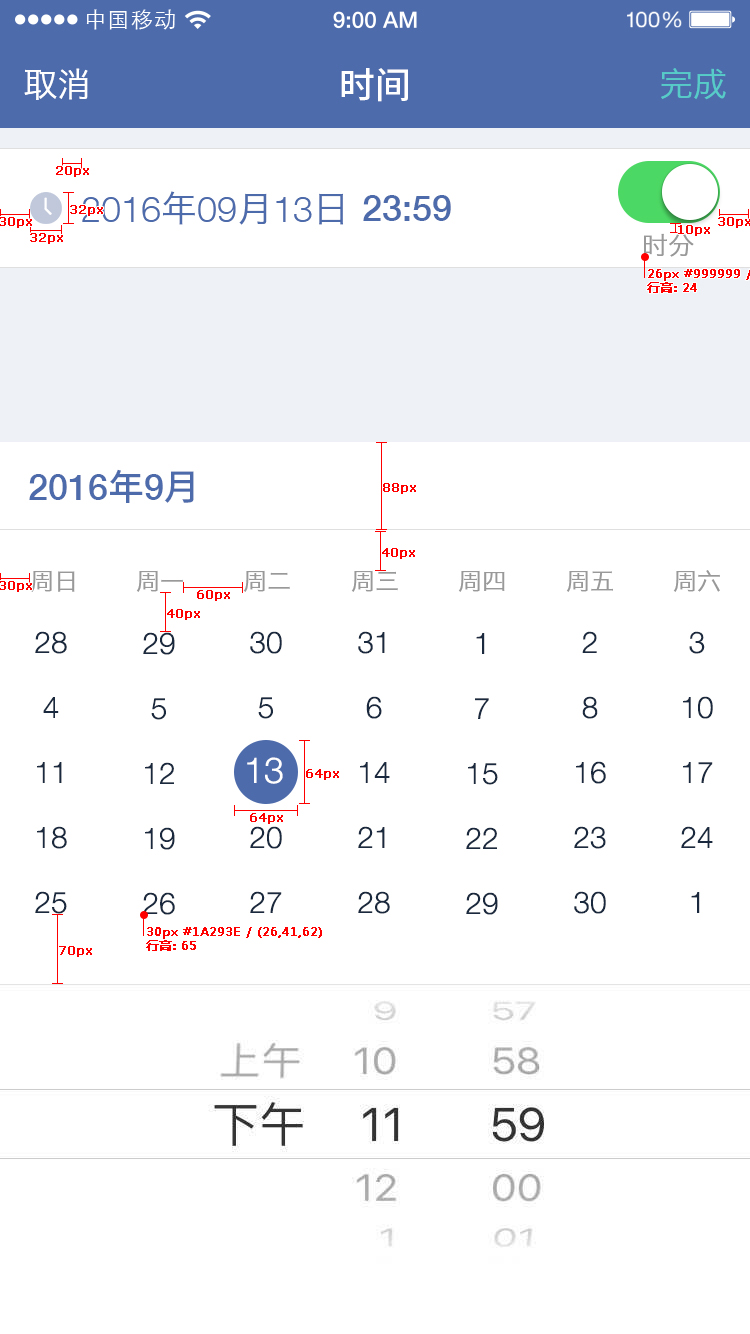 中国移动 9:00 AM 100%
取消 时间 完成
20px
2016年09月13日 23:59
30px
32px
32px
30px
10px
时分
26px #999999 /
行高: 24
2016年9月
88px
40px
周日 周一 周二 周三 周四 周五 周六
30px
60px
40px
28 29 30 31 1 2 3
4 5 5 6 7 8 10
11 12 13 14 15 16 17
64px
64px
18 19 20 21 22 23 24
25 26 27 28 29 30 1
30px #1A293E / (26,41,62)
行高: 65
70px
9 57
上午 10 58
下午 11 59
12 00
1 01